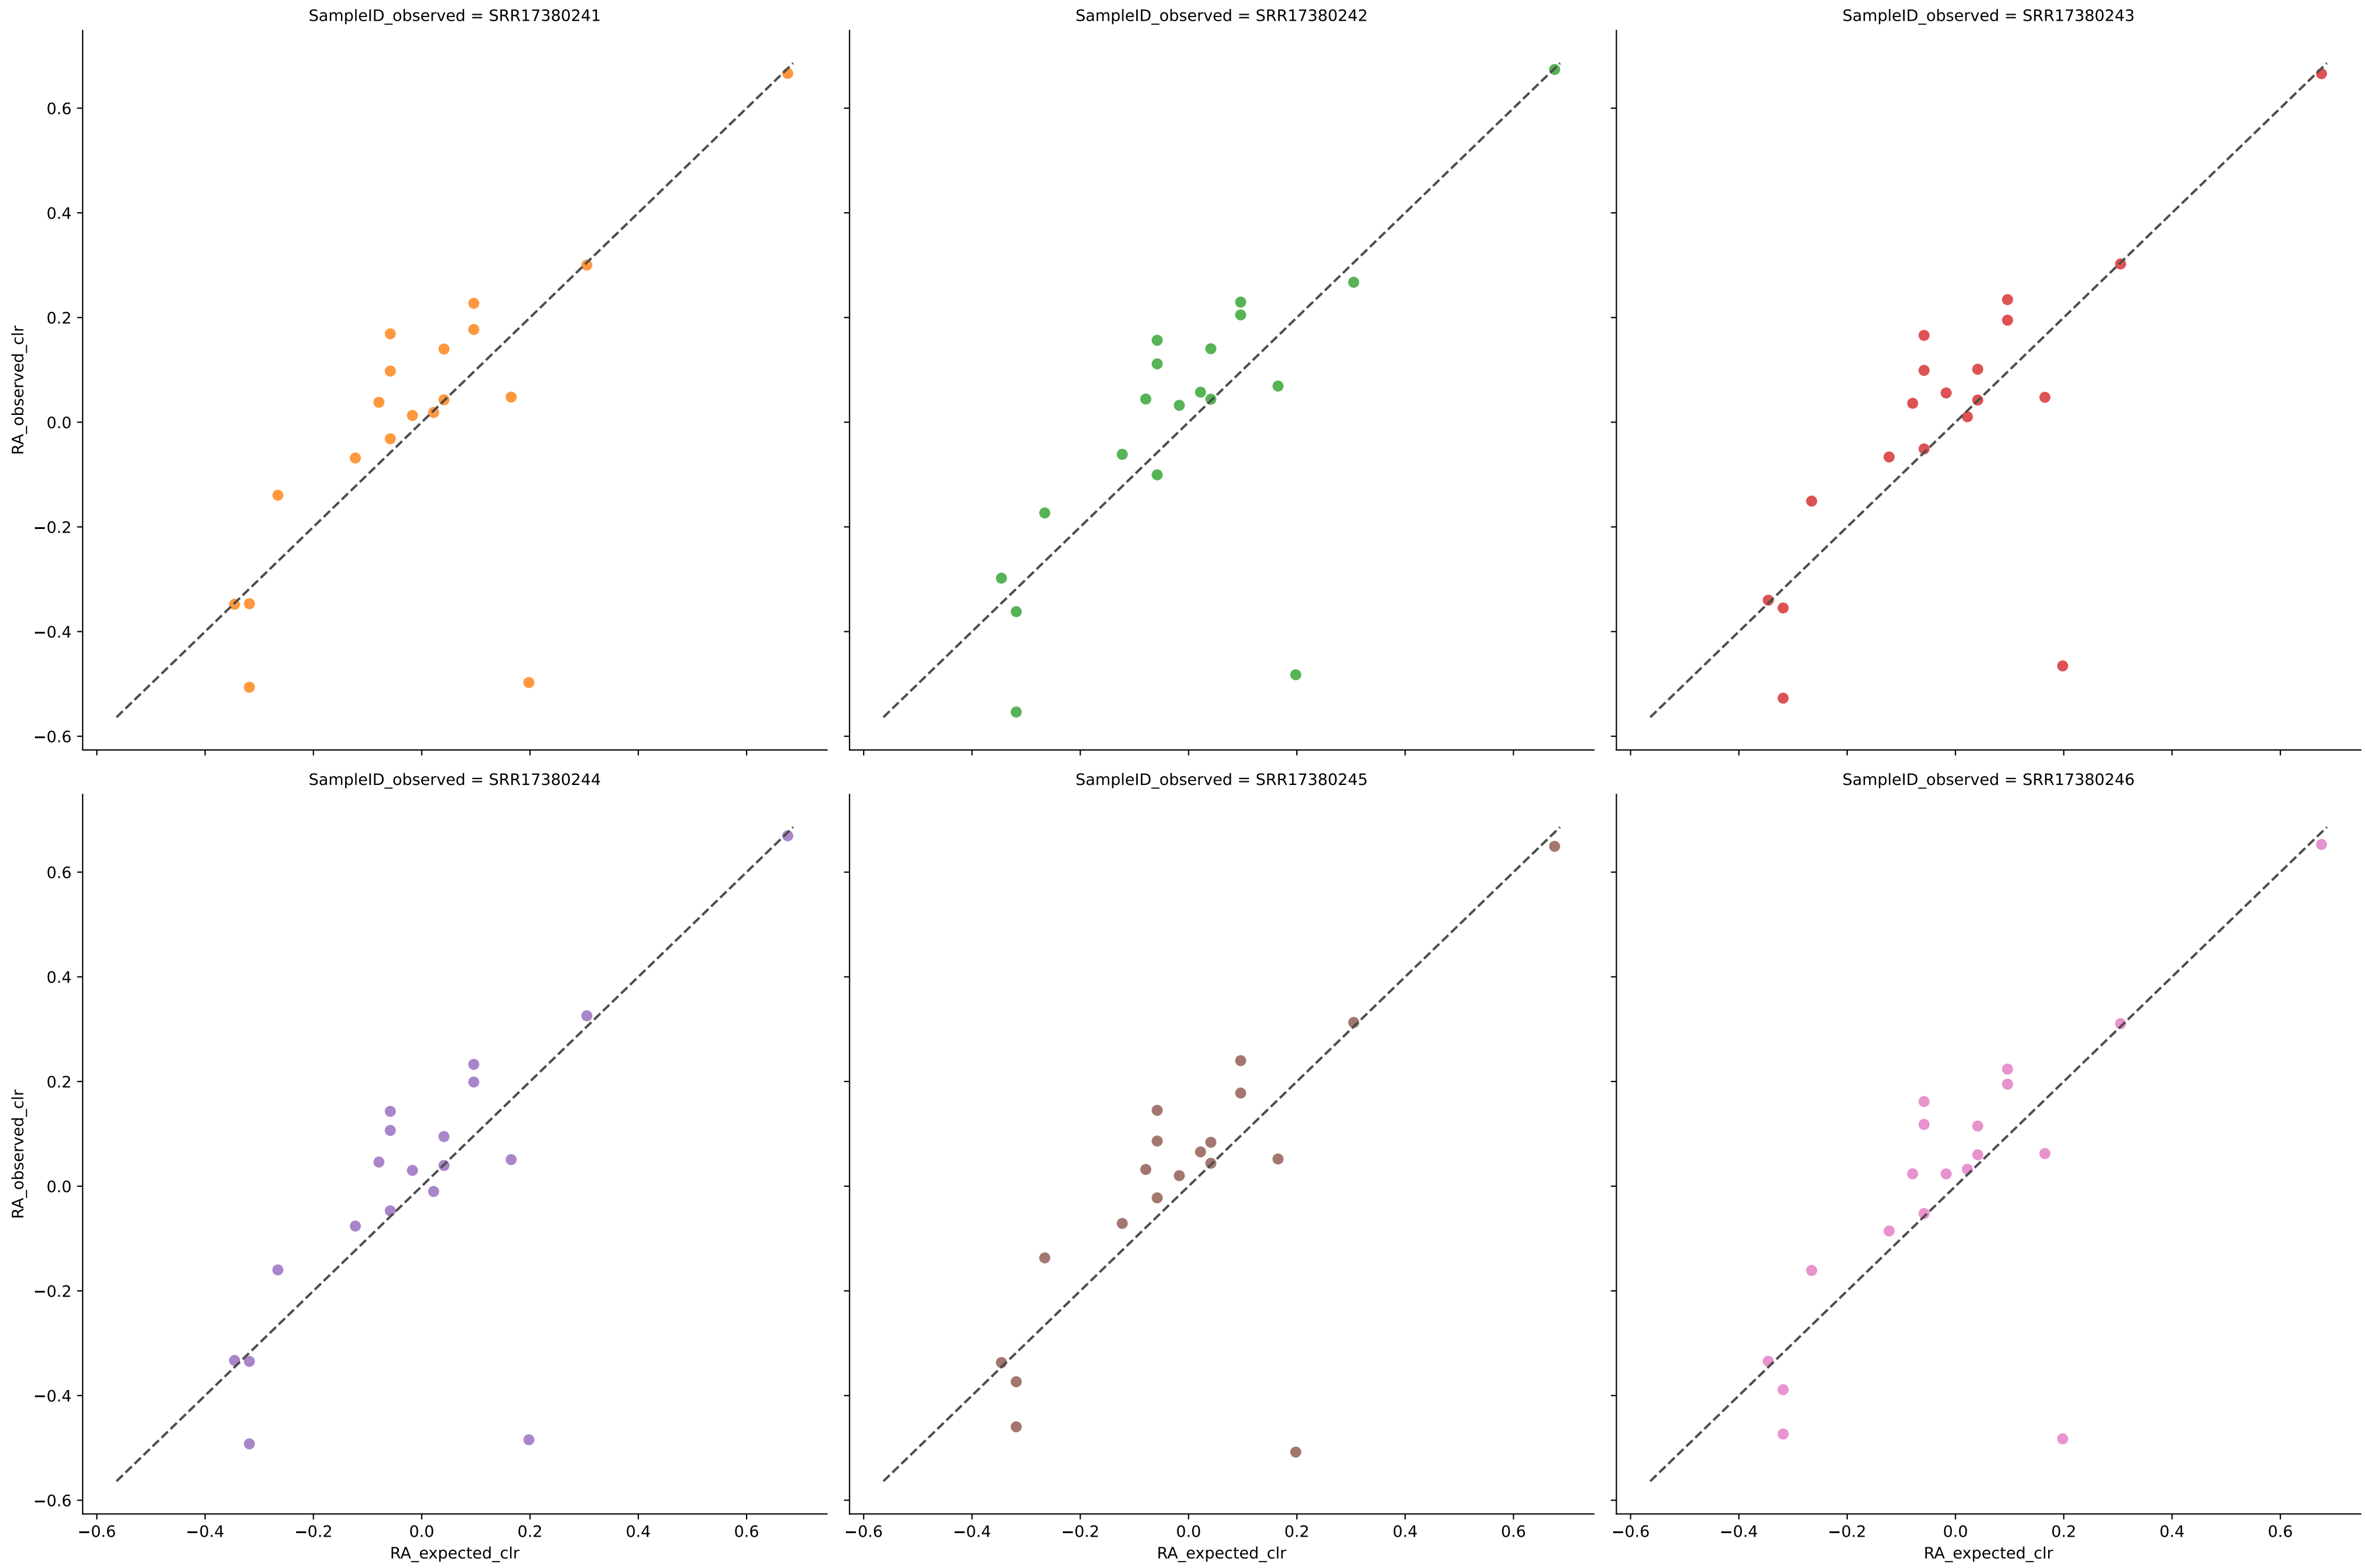 SampleID_observed = SRR17380241
SampleID_observed = SRR17380242
SampleID_observed = SRR17380243
RA_observed_clr
0.6
0.4
0.2
0.0
−0.2
−0.4
−0.6
SampleID_observed = SRR17380244
SampleID_observed = SRR17380245
SampleID_observed = SRR17380246
RA_observed_clr
0.6
0.4
0.2
0.0
−0.2
−0.4
−0.6
−0.6 −0.4 −0.2 0.0 0.2 0.4 0.6
−0.6 −0.4 −0.2 0.0 0.2 0.4 0.6
−0.6 −0.4 −0.2 0.0 0.2 0.4 0.6
RA_expected_clr
RA_expected_clr
RA_expected_clr